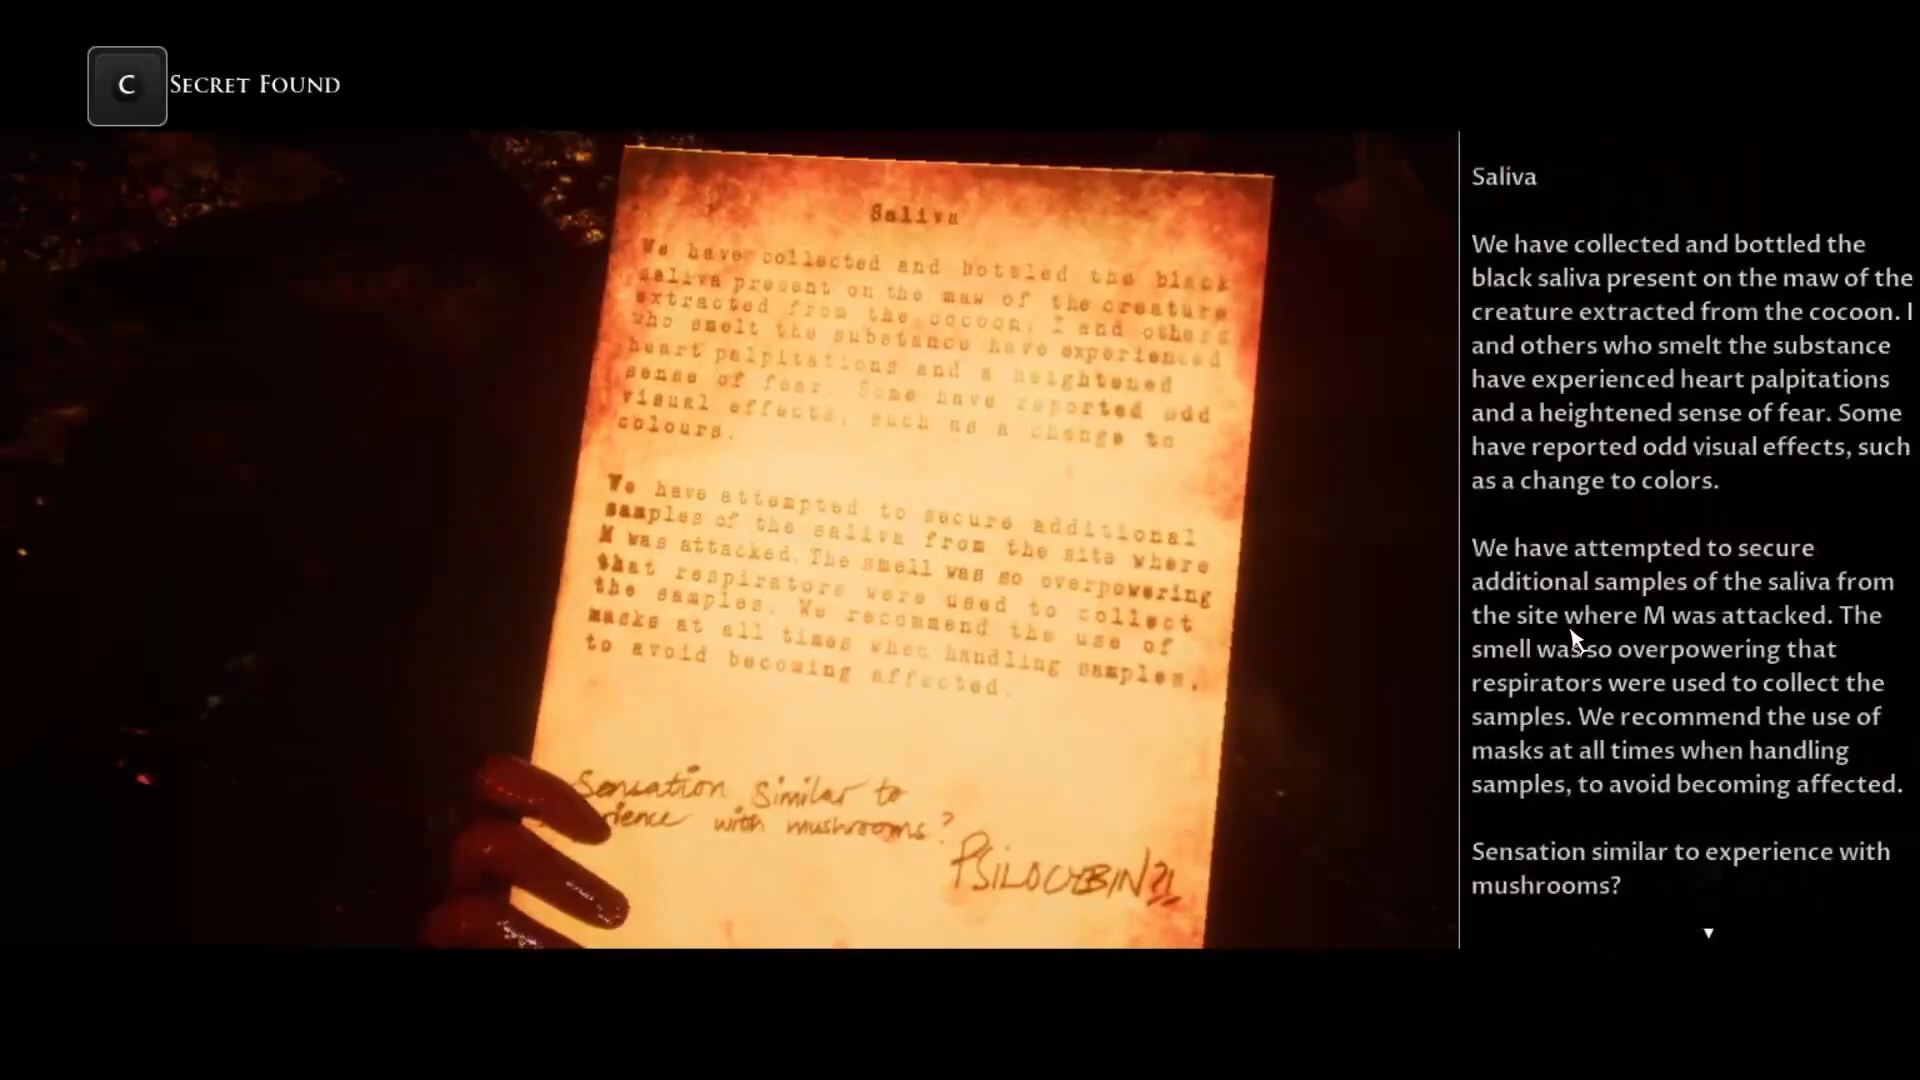 C
SECRET FOUND
Saliva
We have collected and bottled the black
saliva present on the maw of the creature
extracted from the cocoon. I and others
who smelt the substance have experienced
heart palpitations and a heightened
sense of fear. Some have reported odd
visual effects, such as a change to
colours.
We have attempted to secure additional
samples of the saliva from the site where
M was attacked. The smell was so overpowering
that respirators were used to collect
the samples. We recommend the use of
masks at all times when handling samples,
to avoid becoming affected.
Sensation similar to
rience with mushrooms?
PSILOCYBIN?!
Saliva
We have collected and bottled the
black saliva present on the maw of the
creature extracted from the cocoon. I
and others who smelt the substance
have experienced heart palpitations
and a heightened sense of fear. Some
have reported odd visual effects, such
as a change to colors.
We have attempted to secure
additional samples of the saliva from
the site where M was attacked. The
smell was so overpowering that
respirators were used to collect the
samples. We recommend the use of
masks at all times when handling
samples, to avoid becoming affected.
Sensation similar to experience with
mushrooms?